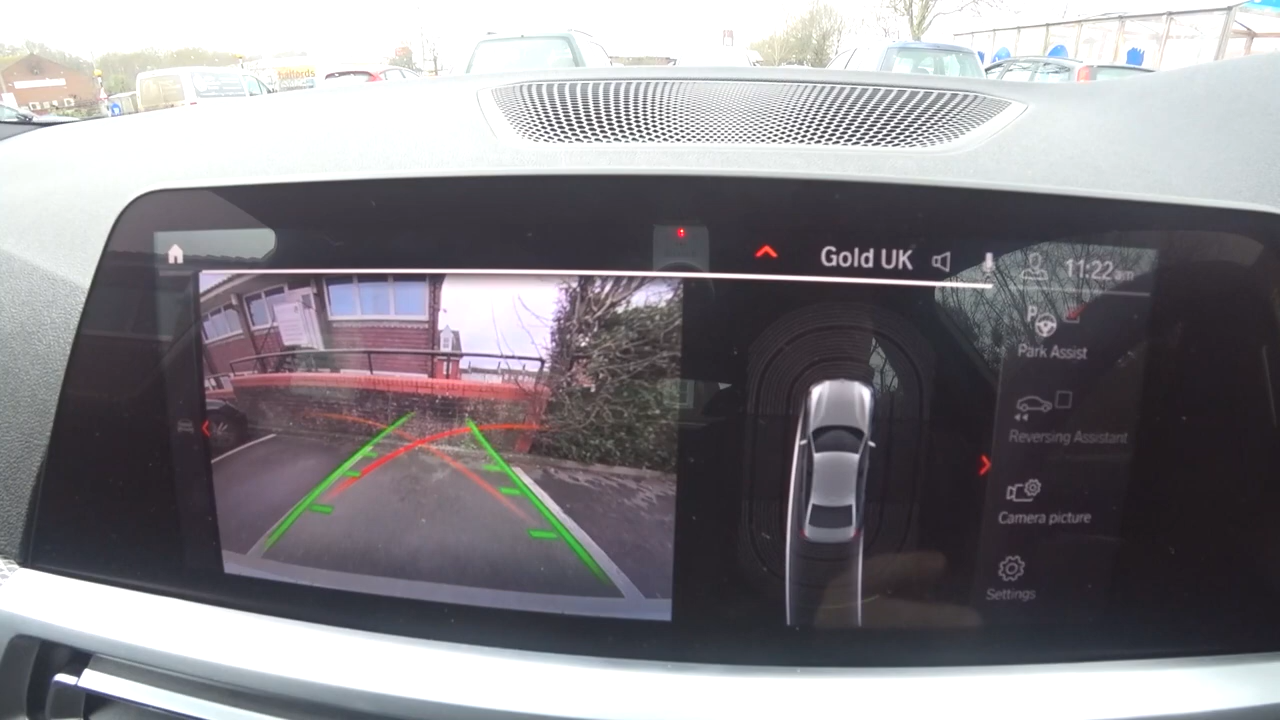 halfords
Gold UK
11:22 am
P
Park Assist
Reversing Assistant
Camera picture
Settings